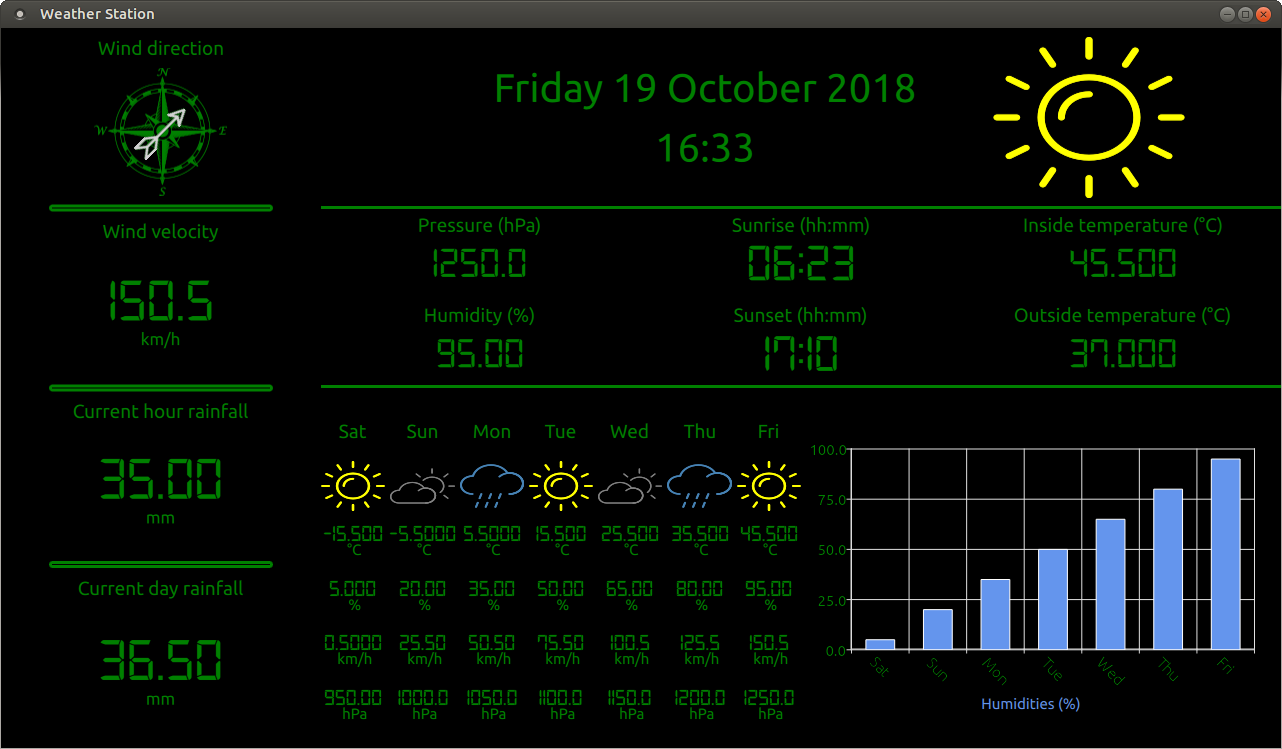 Weather Station
Wind direction
N
W E
S
Friday 19 October 2018
16:33
Wind velocity
150.5
km/h
Pressure (hPa) Sunrise (hh:mm) Inside temperature (°C)
1250.0 06:23 45.500
Humidity (%) Sunset (hh:mm) Outside temperature (°C)
95.00 17:10 37.000
Current hour rainfall
35.00
mm
Current day rainfall
36.50
mm
Sat Sun Mon Tue Wed Thu Fri
-15.500 -5.5000 5.5000 15.500 25.500 35.500 45.500
°C °C °C °C °C °C °C
5.000 20.00 35.00 50.00 65.00 80.00 95.00
% % % % % % %
0.5000 25.50 50.50 75.50 100.5 125.5 150.5
km/h km/h km/h km/h km/h km/h km/h
950.00 1000.0 1050.0 1100.0 1150.0 1200.0 1250.0
hPa hPa hPa hPa hPa hPa hPa
100.0
75.0
50.0
25.0
0.0
Sat Sun Mon Tue Wed Thu Fri
Humidities (%)